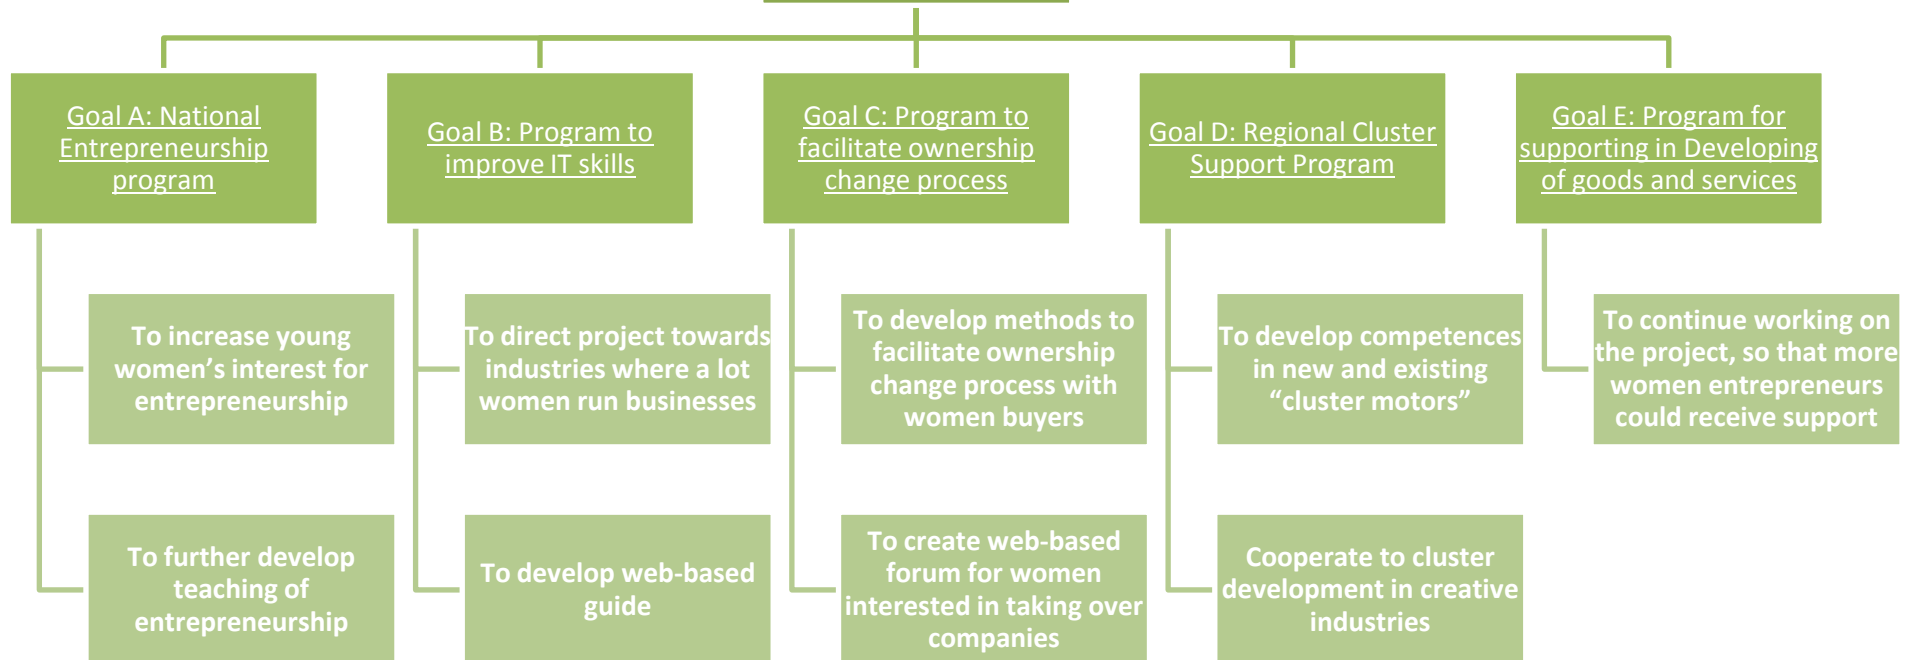 Goal A: National
Entrepreneurship
program
Goal B: Program to
improve IT skills
Goal C: Program to
facilitate ownership
change process
Goal D: Regional Cluster
Support Program
Goal E: Program for
supporting in Developing
of goods and services
To increase young
women’s interest for
entrepreneurship
To direct project towards
industries where a lot
women run businesses
To develop methods to
facilitate ownership
change process with
women buyers
To develop competences
in new and existing
“cluster motors”
To continue working on
the project, so that more
women entrepreneurs
could receive support
To further develop
teaching of
entrepreneurship
To develop web-based
guide
To create web-based
forum for women
interested in taking over
companies
Cooperate to cluster
development in creative
industries